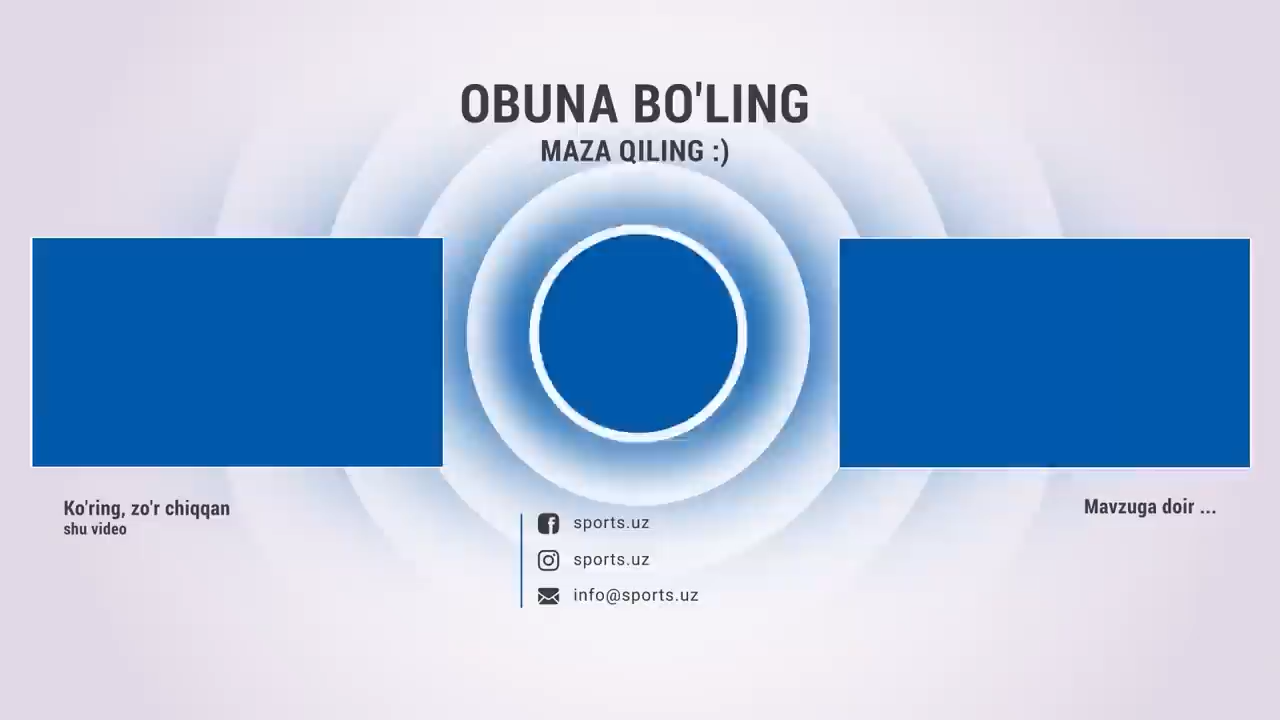 OBUNA BO'LING
MAZA QILING :)
Ko'ring, zo'r chiqqan
shu video
Mavzuga doir ...
sports.uz
sports.uz
info@sports.uz